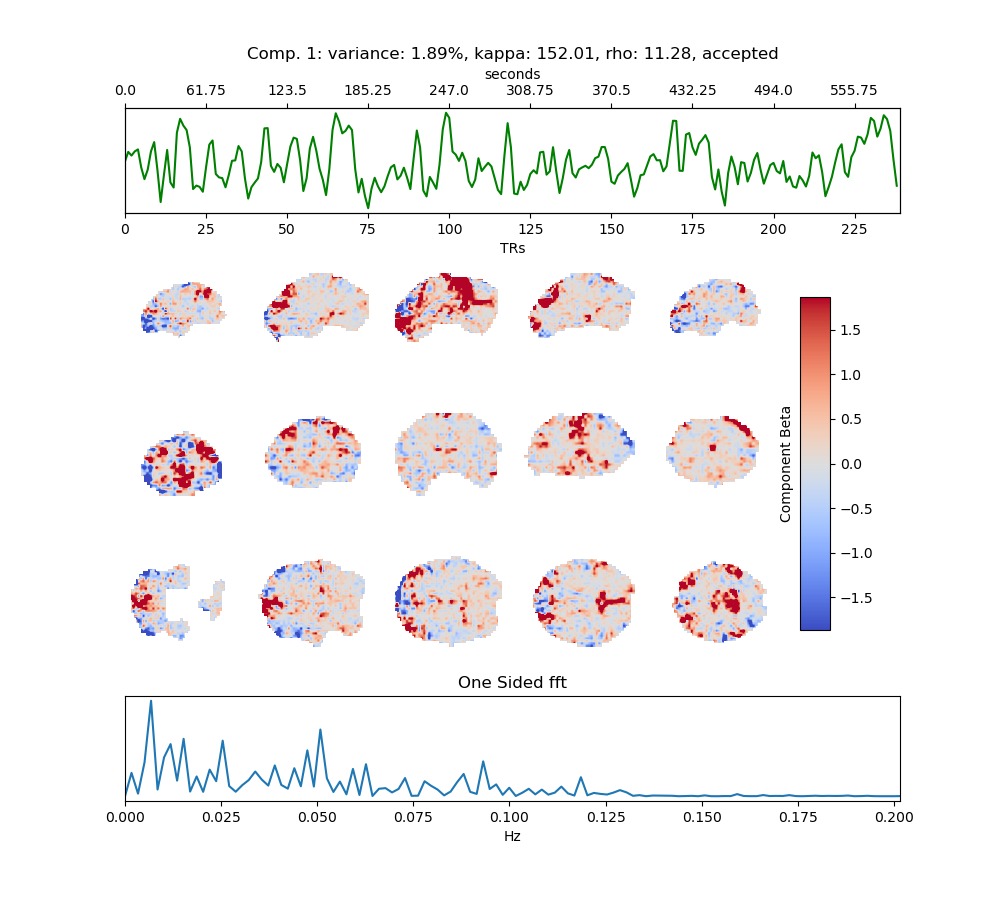 Comp. 1: variance: 1.89%, kappa: 152.01, rho: 11.28, accepted
seconds
0.0 61.75 123.5 185.25 247.0 308.75 370.5 432.25 494.0 555.75
0 25 50 75 100 125 150 175 200 225
TRs
1.5
1.0
0.5
0.0
−0.5
−1.0
−1.5
Component Beta
One Sided fft
0.000 0.025 0.050 0.075 0.100 0.125 0.150 0.175 0.200
Hz